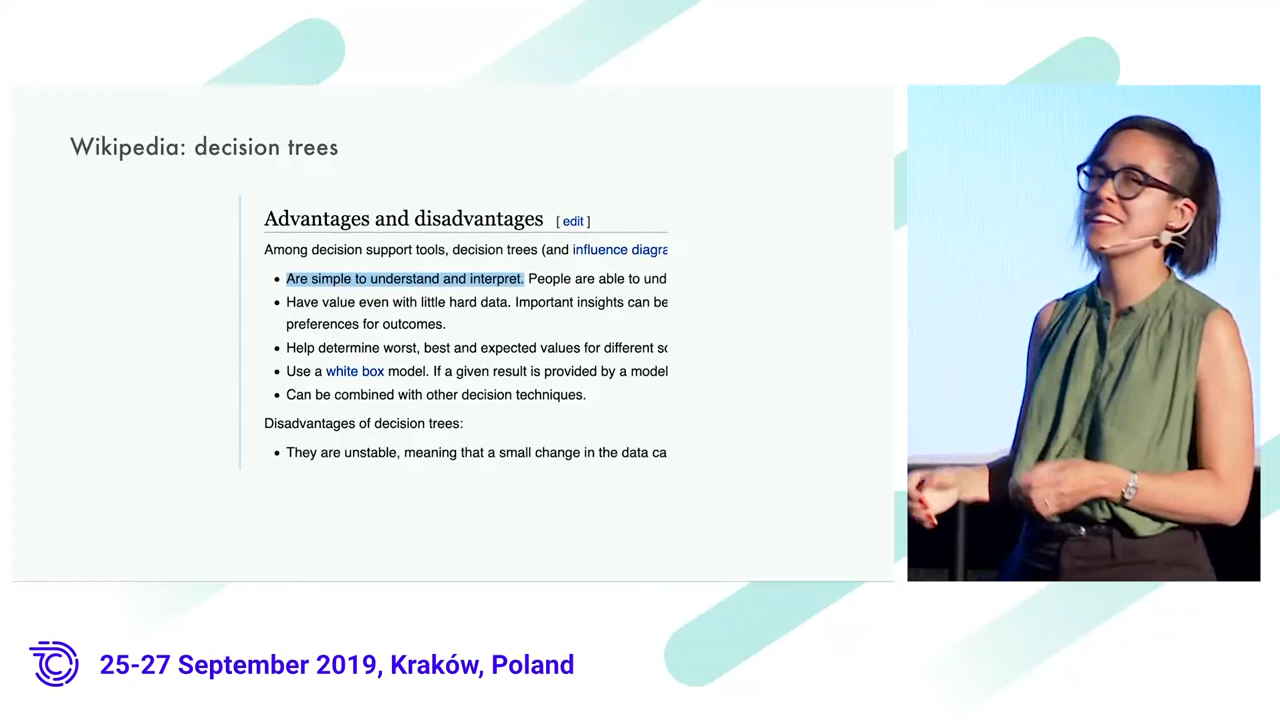 Wikipedia: decision trees
Advantages and disadvantages [ edit ]
Among decision support tools, decision trees (and influence diagra
• Are simple to understand and interpret. People are able to und
• Have value even with little hard data. Important insights can be
preferences for outcomes.
• Help determine worst, best and expected values for different sc
• Use a white box model. If a given result is provided by a model
• Can be combined with other decision techniques.
Disadvantages of decision trees:
• They are unstable, meaning that a small change in the data ca
25-27 September 2019, Kraków, Poland